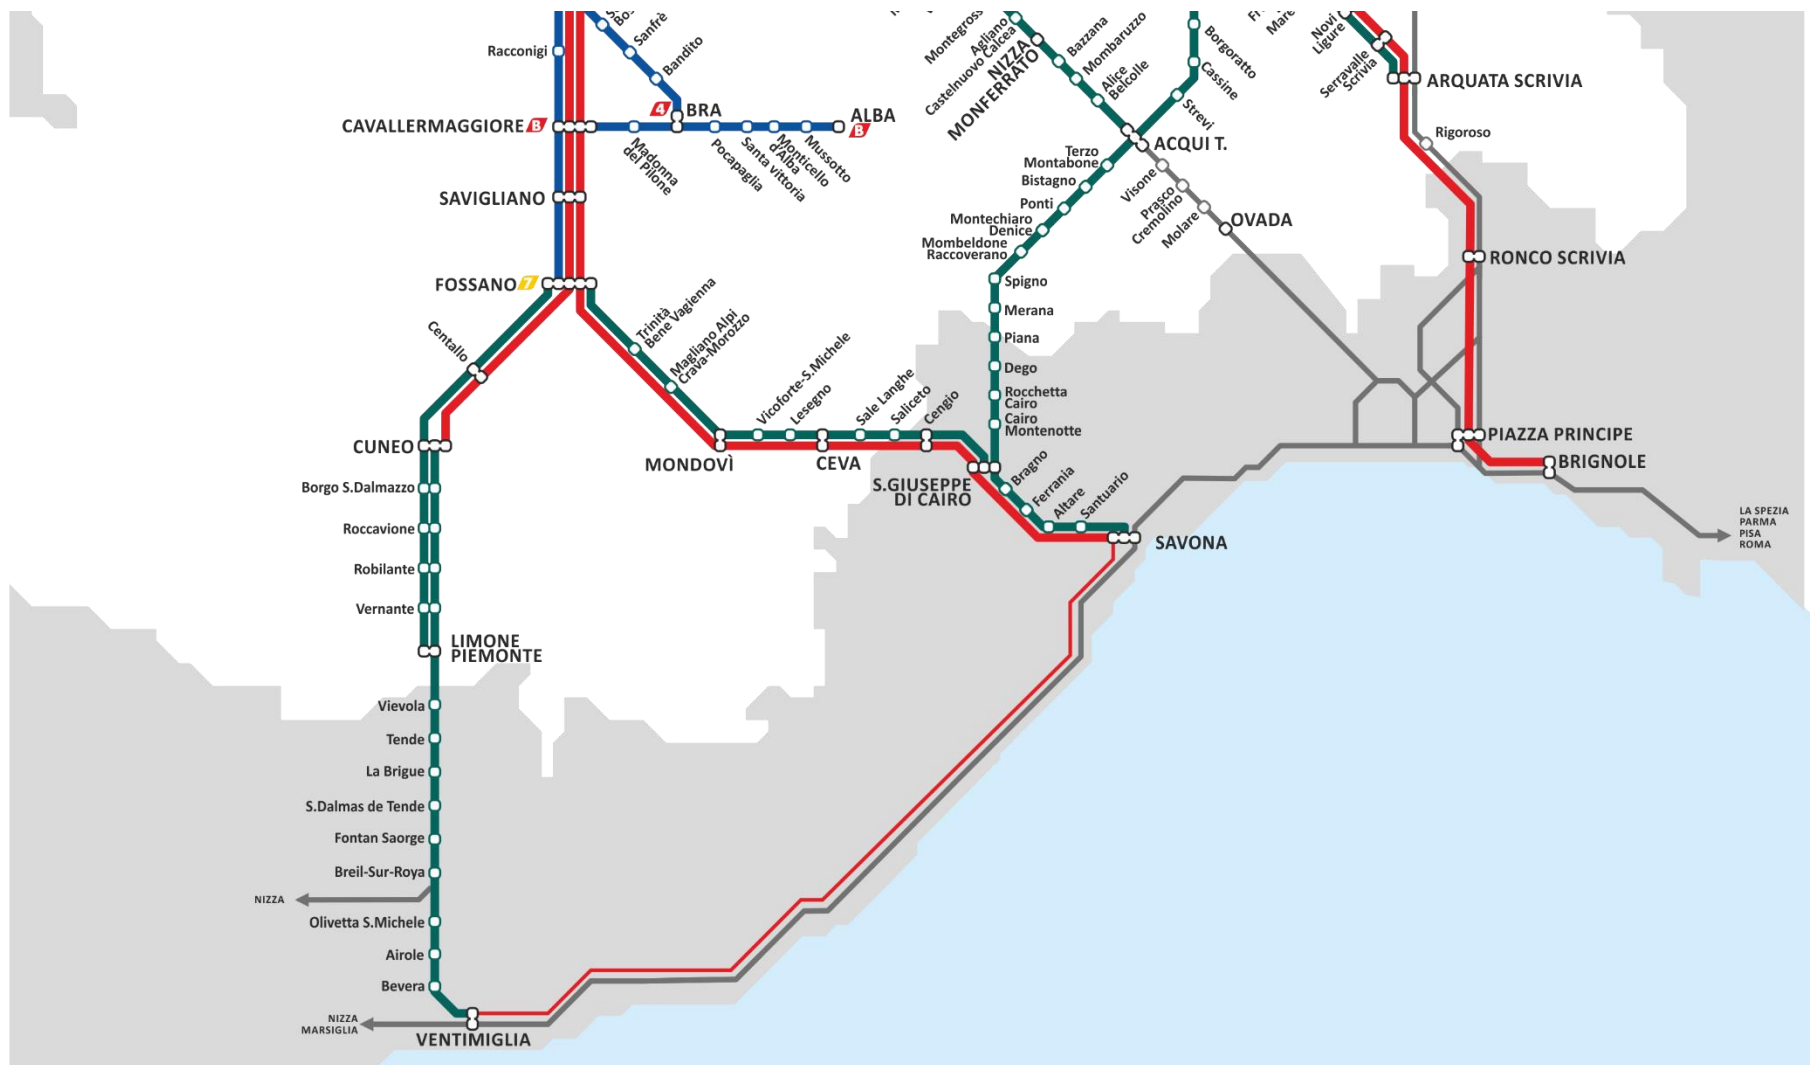 Racconigi
Sanfrè
Bandito
4
BRA
CAVALLERMAGGIORE B
ALBA
B
Madonna
del Pilone
Pocapaglia
Santa vittoria
Monticello
d'Alba
Mussotto
SAVIGLIANO
FOSSANO 7
Centallo
Trinità
Bene Vagienna
Magliano Alpi
Crava-Morozzo
CUNEO
Borgo S.Dalmazzo
Roccavione
Robilante
Vernante
LIMONE
PIEMONTE
Vievola
Tende
La Brigue
S.Dalmas de Tende
Fontan Saorge
Breil-Sur-Roya
NIZZA
Olivetta S.Michele
Airole
Bevera
NIZZA
MARSIGLIA
VENTIMIGLIA
MONDOVÌ
Vicoforte-S.Michele
Lesegno
CEVA
Sale Langhe
Saliceto
Cengio
S.GIUSEPPE
DI CAIRO
Bragno
Ferrania
Altare
Santuario
SAVONA
Agliano
Castelnuovo Calcea
NIZZA
MONFERRATO
Bazzana
Mombaruzzo
Alice
Belcolle
Borgoratto
Cassine
Strevi
ACQUI T.
Terzo
Montabone
Bistagno
Ponti
Montechiaro
Denice
Mombeldone
Raccoverano
Spigno
Merana
Piana
Dego
Rocchetta
Cairo
Cairo
Montenotte
Visone
Prasco
Cremolino
Molare
OVADA
Novi
Ligure
Serravalle
Scrivia
ARQUATA SCRIVIA
Rigoroso
RONCO SCRIVIA
PIAZZA PRINCIPE
BRIGNOLE
LA SPEZIA
PARMA
PISA
ROMA